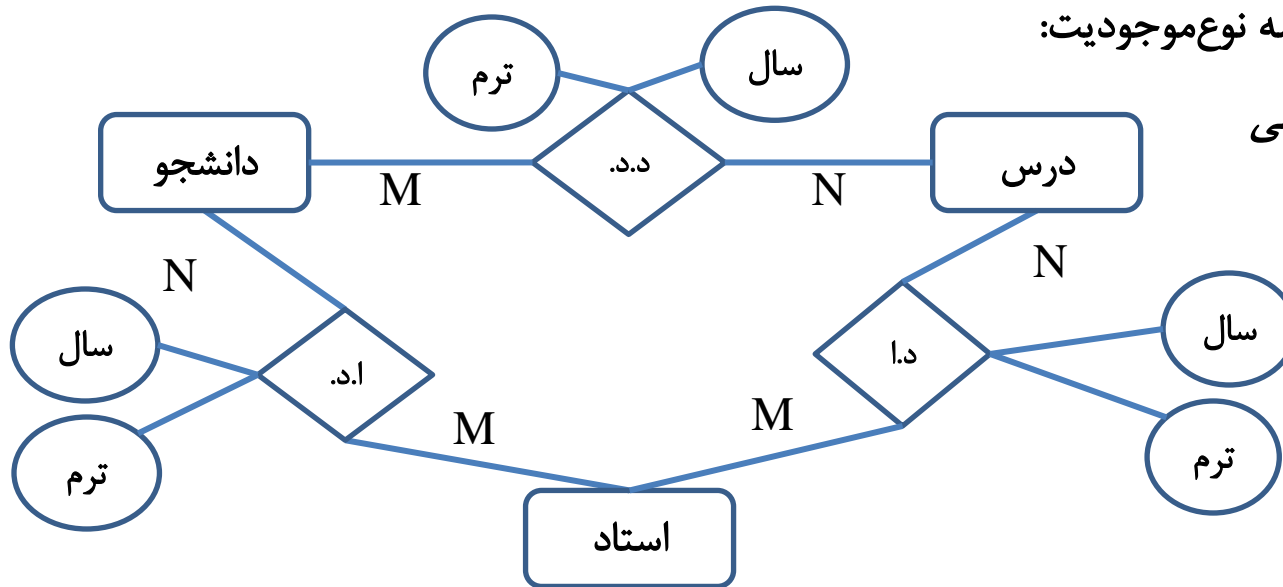 نوع‌موجودیت:
سال
ترم
درس
د.د.
دانشجو
N
M
N
N
سال
د.ا
ا.د.
سال
ترم
M
M
ترم
استاد